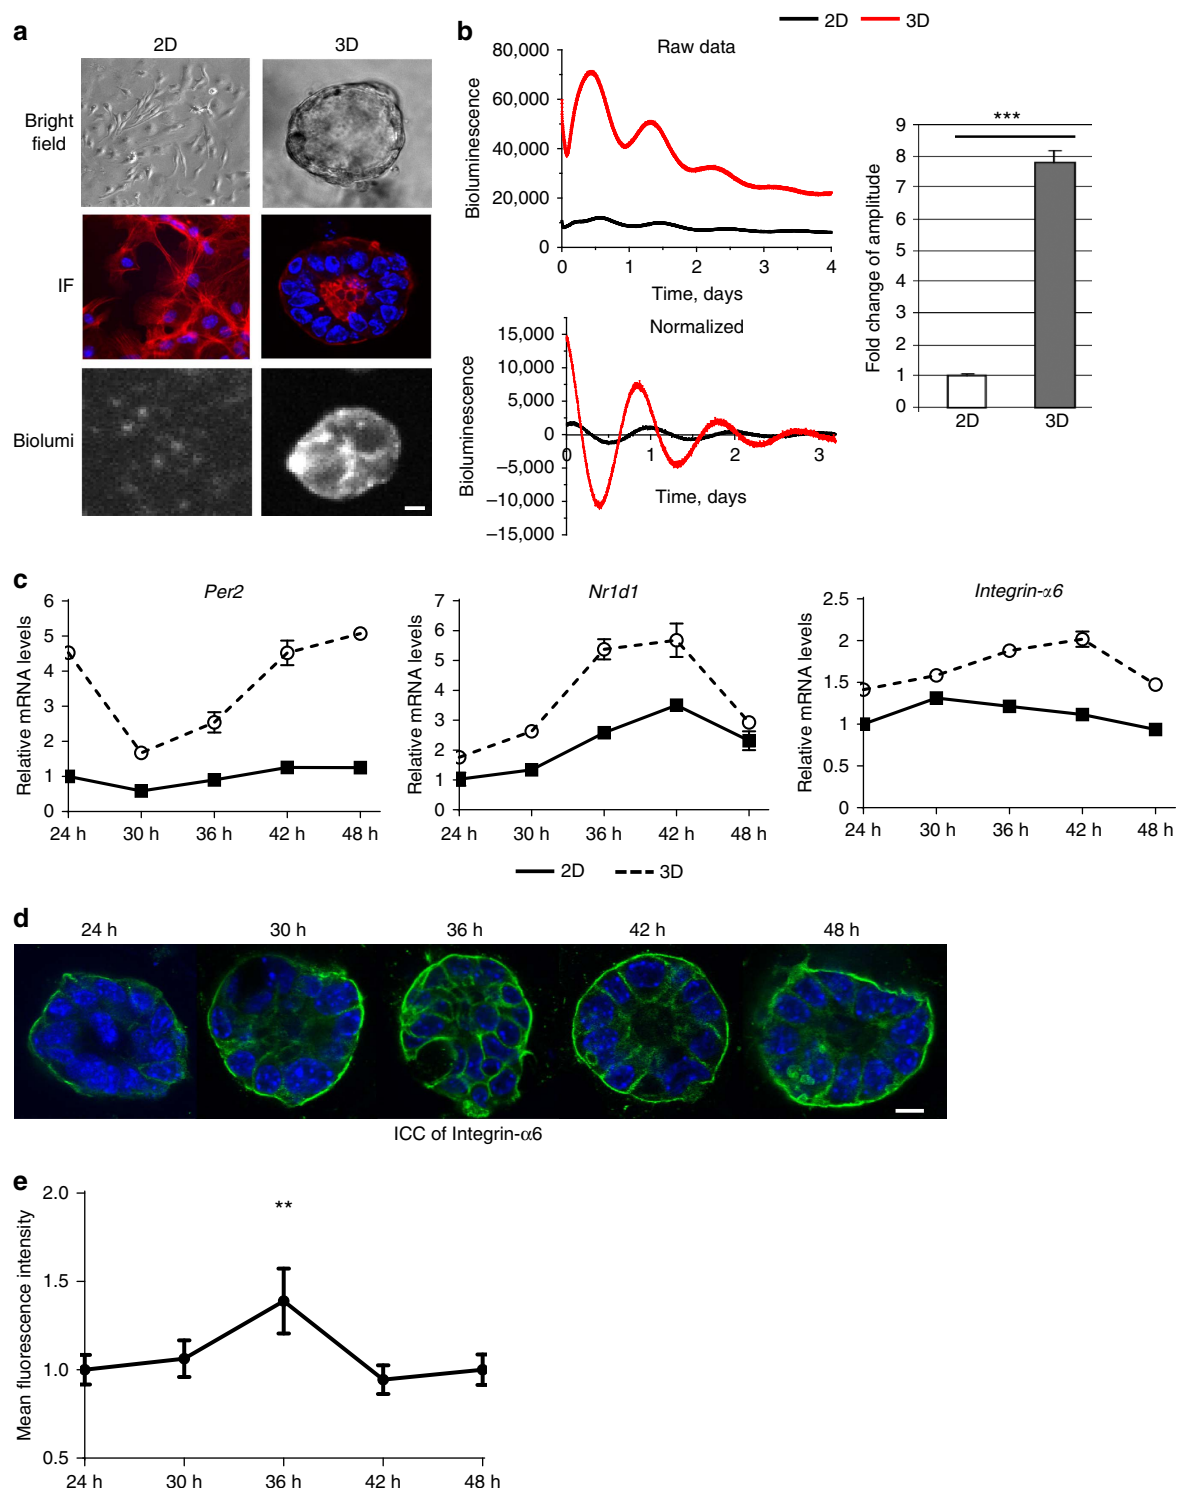 a
2D
3D
Bright
field
IF
Biolumi
b
2D
3D
Raw data
80,000
60,000
40,000
20,000
0
Bioluminescence
0
1
2
3
4
Time, days
Normalized
15,000
10,000
5,000
0
−5,000
−10,000
−15,000
Bioluminescence
0
1
2
3
Time, days
***
9
8
7
6
5
4
3
2
1
0
Fold change of amplitude
2D
3D
c
Per2
6
5
4
3
2
1
0
Relative mRNA levels
24 h
30 h
36 h
42 h
48 h
Nr1d1
7
6
5
4
3
2
1
0
Relative mRNA levels
24 h
30 h
36 h
42 h
48 h
Integrin-α6
2.5
2
1.5
1
0.5
0
Relative mRNA levels
24 h
30 h
36 h
42 h
48 h
2D
3D
d
24 h
30 h
36 h
42 h
48 h
ICC of Integrin-α6
e
2.0
1.5
1.0
0.5
Mean fluorescence intensity
**
24 h
30 h
36 h
42 h
48 h